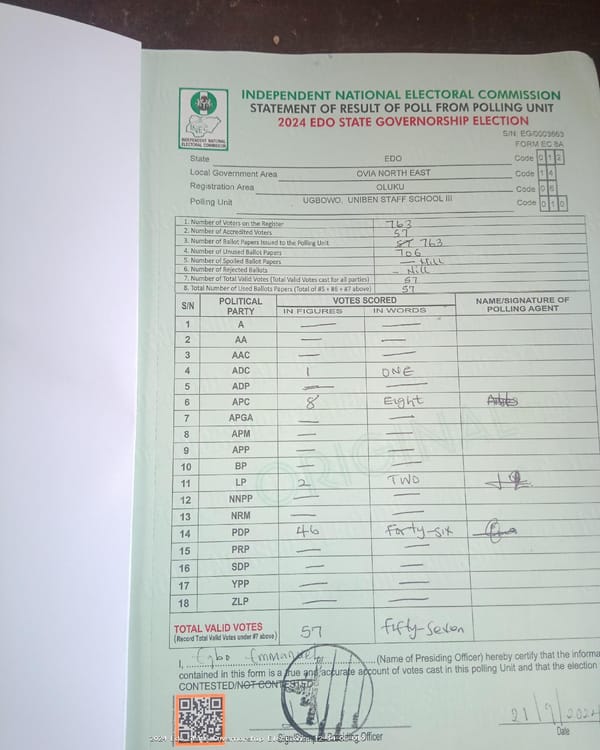 INDEPENDENT NATIONAL ELECTORAL COMMISSION
STATEMENT OF RESULT OF POLL FROM POLLING UNIT
2024 EDO STATE GOVERNORSHIP ELECTION
INEC
INDEPENDENT NATIONAL
ELECTORAL COMMISSION
S/N: EG/0003663
FORM EC 8A
State EDO Code 0 1 2
Local Government Area OVIA NORTH EAST Code 1 4
Registration Area OLUKU Code 0 6
Polling Unit UGBOWO, UNIBEN STAFF SCHOOL III Code 0 1 0
1. Number of Voters on the Register 763
2. Number of Accredited Voters 57
3. Number of Ballot Papers Issued to the Polling Unit 57 763
4. Number of Unused Ballot Papers 706
5. Number of Spoiled Ballot Papers — Nill
6. Number of Rejected Ballots - Nill
7. Number of Total Valid Votes (Total Valid Votes cast for all parties) 57
8. Total Number of Used Ballots Papers (Total of #5 + #6 + #7 above) 57
S/N POLITICAL PARTY VOTES SCORED NAME/SIGNATURE OF POLLING AGENT
IN FIGURES IN WORDS
1 A — —
2 AA — —
3 AAC — —
4 ADC 1 ONE
5 ADP — —
6 APC 8 Eight
7 APGA — —
8 APM — —
9 APP — —
10 BP — —
11 LP 2 TWO
12 NNPP — —
13 NRM — —
14 PDP 46 Forty-six
15 PRP — —
16 SDP — —
17 YPP — —
18 ZLP — —
ORIGINAL
TOTAL VALID VOTES 57 fifty-seven
(Record Total Valid Votes under #7 above)
I, Egbo Emmanuel (Name of Presiding Officer) hereby certify that the informa
contained in this form is a true and accurate account of votes cast in this polling Unit and that the election
CONTESTED/NOT CONTESTED
21/9/2024
Signature Presiding Officer Date